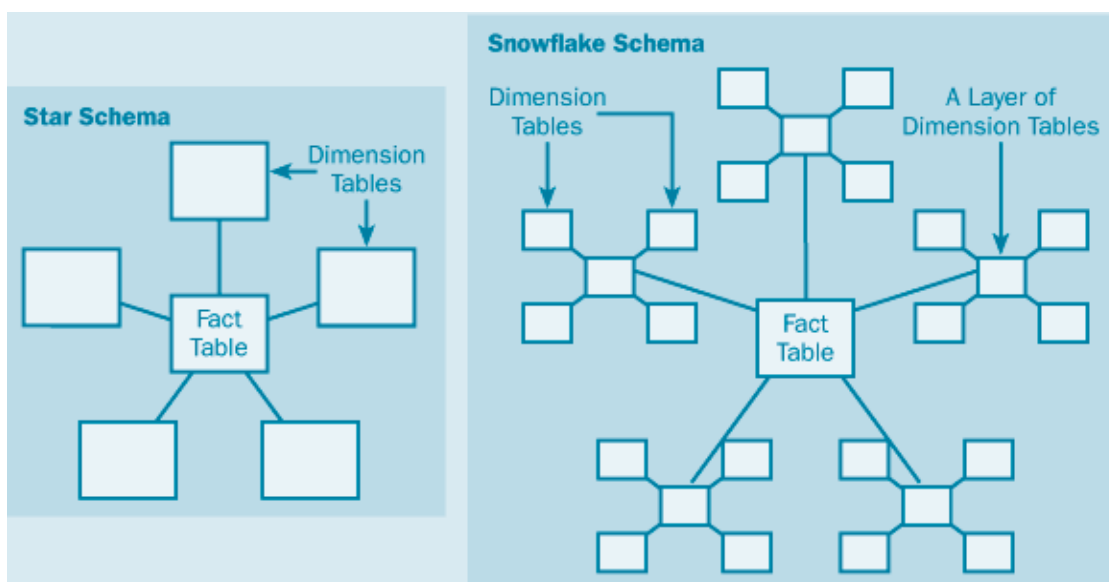 Star Schema
Dimension
Tables
Fact
Table
Snowflake Schema
Dimension
Tables
A Layer of
Dimension Tables
Fact
Table